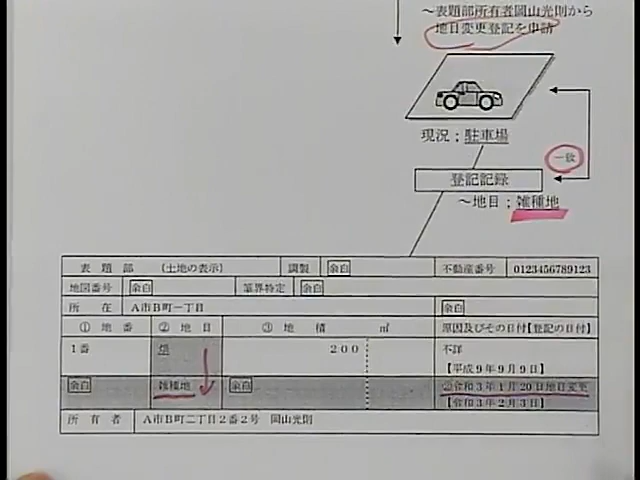 ～表題部所有者岡山光則から
地目変更登記を申請
現況；駐車場
一致
登記記録
～地目；雑種地
表 題 部 （土地の表示） 調製 余白 不動産番号 0123456789123
地図番号 余白 筆界特定 余白
所 在 A市B町一丁目 余白
① 地 番 ② 地 目 ③ 地 積 ㎡ 原因及びその日付【登記の日付】
1番 畑 200 不詳
【平成9年9月9日】
余白 雑種地 余白 ②令和3年1月20日地目変更
【令和3年2月3日】
所 有 者 A市B町二丁目2番2号 岡山光則